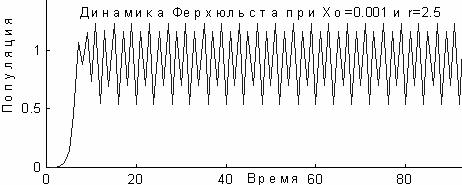 Динамика Ферхюльста при Xo=0.001 и r=2.5
Популяция
1
0.5
0
0 20 40 60 80
Время